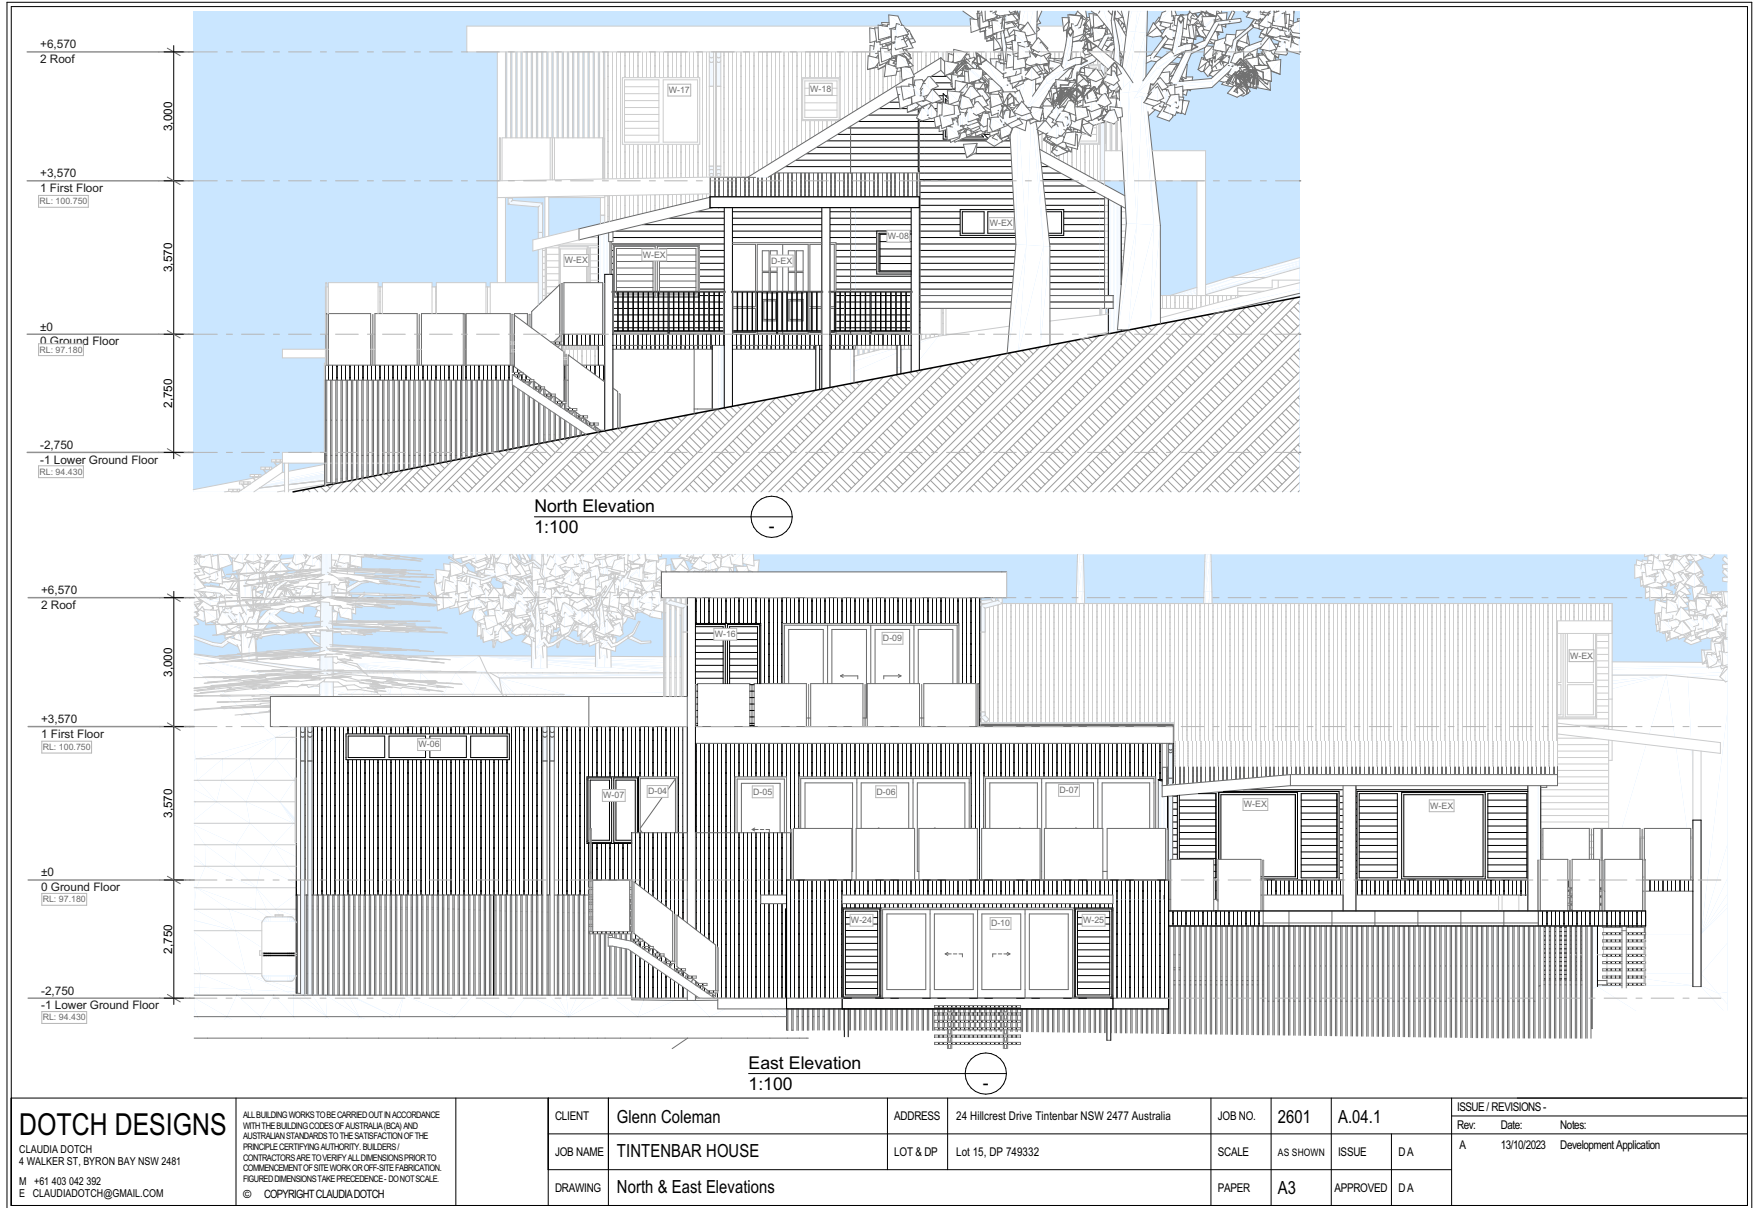 +6,570
2 Roof
3,000
+3,570
1 First Floor
RL: 100.750
3,570
±0
0 Ground Floor
RL: 97.180
2,750
-2,750
-1 Lower Ground Floor
RL: 94.430
W-17
W-18
W-EX
W-EX
D-EX
W-08
W-EX
North Elevation
1:100
-
+6,570
2 Roof
3,000
+3,570
1 First Floor
RL: 100.750
3,570
±0
0 Ground Floor
RL: 97.180
2,750
-2,750
-1 Lower Ground Floor
RL: 94.430
W-16
D-09
W-EX
W-06
W-07
D-04
D-05
D-06
D-07
W-EX
W-EX
W-24
D-10
W-25
East Elevation
1:100
-
DOTCH DESIGNS
CLAUDIA DOTCH
4 WALKER ST, BYRON BAY NSW 2481
M +61 403 042 392
E CLAUDIADOTCH@GMAIL.COM
ALL BUILDING WORKS TO BE CARRIED OUT IN ACCORDANCE
WITH THE BUILDING CODES OF AUSTRALIA (BCA) AND
AUSTRALIAN STANDARDS TO THE SATISFACTION OF THE
PRINCIPLE CERTIFYING AUTHORITY. BUILDERS /
CONTRACTORS ARE TO VERIFY ALL DIMENSIONS PRIOR TO
COMMENCEMENT OF SITE WORK OR OFF-SITE FABRICATION.
FIGURED DIMENSIONS TAKE PRECEDENCE - DO NOT SCALE.
© COPYRIGHT CLAUDIA DOTCH
CLIENT Glenn Coleman
JOB NAME TINTENBAR HOUSE
DRAWING North & East Elevations
ADDRESS 24 Hillcrest Drive Tintenbar NSW 2477 Australia
LOT & DP Lot 15, DP 749332
JOB NO. 2601 A.04.1
SCALE AS SHOWN ISSUE DA
PAPER A3 APPROVED DA
ISSUE / REVISIONS -
Rev: Date: Notes:
A 13/10/2023 Development Application